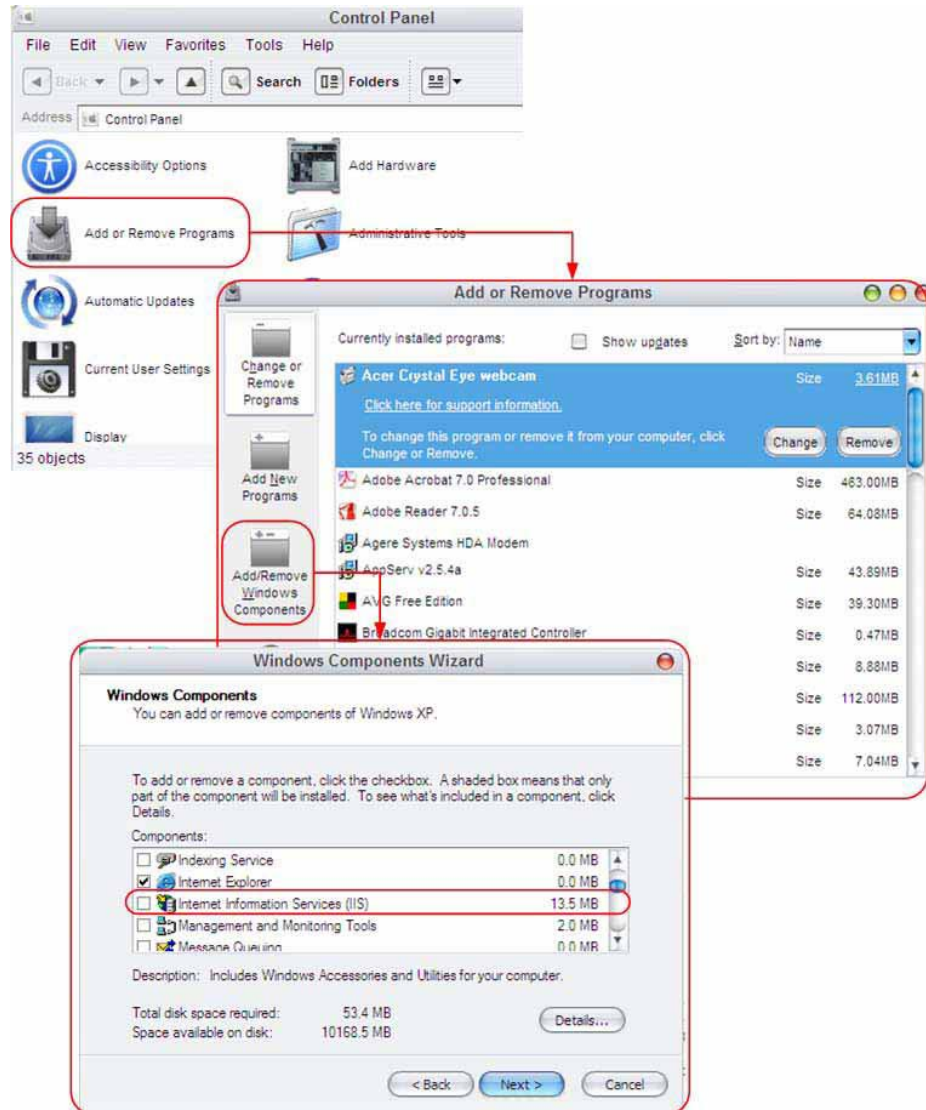 Control Panel
File Edit View Favorites Tools Help
Back Search Folders
Address Control Panel
Accessibility Options
Add Hardware
Add or Remove Programs
Administrative Tools
Automatic Updates
Current User Settings
Display
35 objects
Add or Remove Programs
Change or
Remove
Programs
Add New
Programs
Add/Remove
Windows
Components
Currently installed programs:
Show updates
Sort by: Name
Acer Crystal Eye webcam Size 3.61MB
Click here for support information.
To change this program or remove it from your computer, click
Change or Remove.
Change Remove
Adobe Acrobat 7.0 Professional Size 463.00MB
Adobe Reader 7.0.5 Size 64.08MB
Agere Systems HDA Modem
AppServ v2.5.4a Size 43.89MB
AVG Free Edition Size 39.30MB
Broadcom Gigabit Integrated Controller Size 0.47MB
Size 8.88MB
Size 112.00MB
Size 3.07MB
Size 7.04MB
Windows Components Wizard
Windows Components
You can add or remove components of Windows XP.
To add or remove a component, click the checkbox. A shaded box means that only
part of the component will be installed. To see what's included in a component, click
Details.
Components:
Indexing Service 0.0 MB
Internet Explorer 0.0 MB
Internet Information Services (IIS) 13.5 MB
Management and Monitoring Tools 2.0 MB
Message Queuing 0.0 MB
Description: Includes Windows Accessories and Utilities for your computer.
Total disk space required: 53.4 MB
Space available on disk: 10168.5 MB
Details...
< Back Next > Cancel